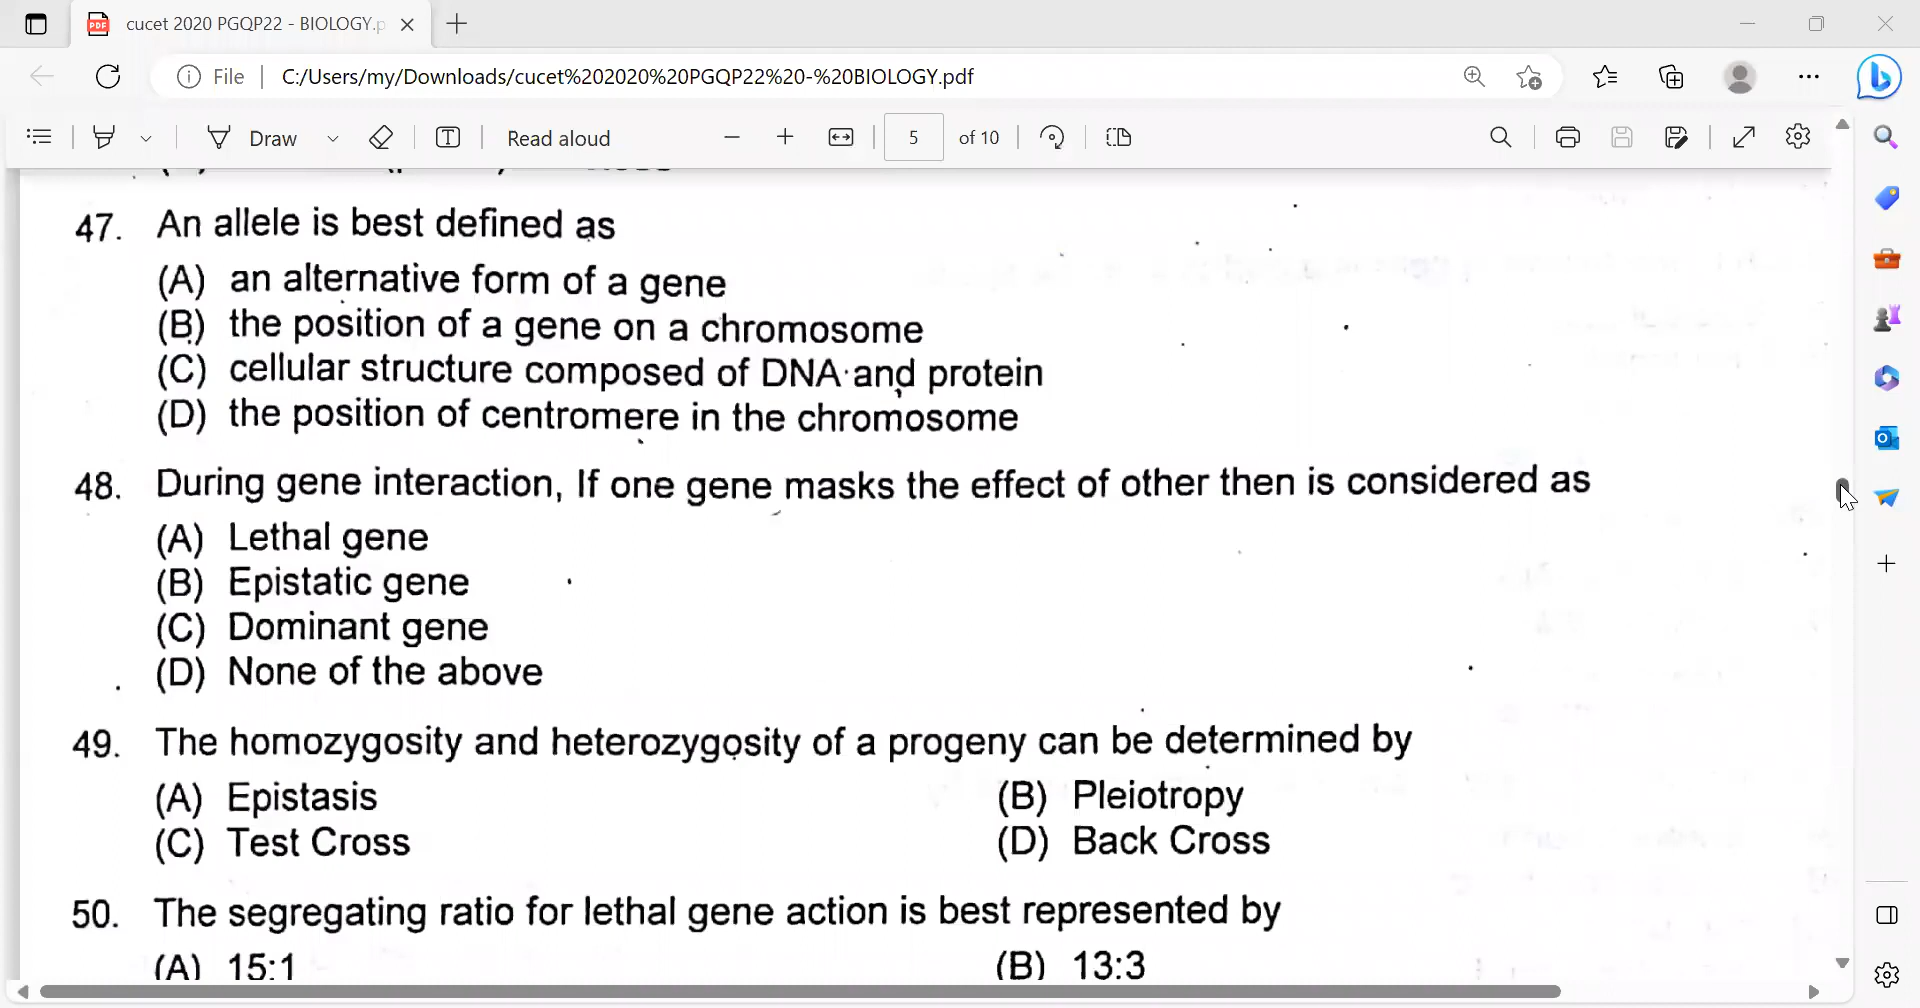 cucet 2020 PGQP22 - BIOLOGY.p
File
C:/Users/my/Downloads/cucet%202020%20PGQP22%20-%20BIOLOGY.pdf
Draw
Read aloud
5 of 10
47. An allele is best defined as
(A) an alternative form of a gene
(B) the position of a gene on a chromosome
(C) cellular structure composed of DNA and protein
(D) the position of centromere in the chromosome
48. During gene interaction, If one gene masks the effect of other then is considered as
(A) Lethal gene
(B) Epistatic gene
(C) Dominant gene
(D) None of the above
49. The homozygosity and heterozygosity of a progeny can be determined by
(A) Epistasis (B) Pleiotropy
(C) Test Cross (D) Back Cross
50. The segregating ratio for lethal gene action is best represented by
(A) 15:1 (B) 13:3